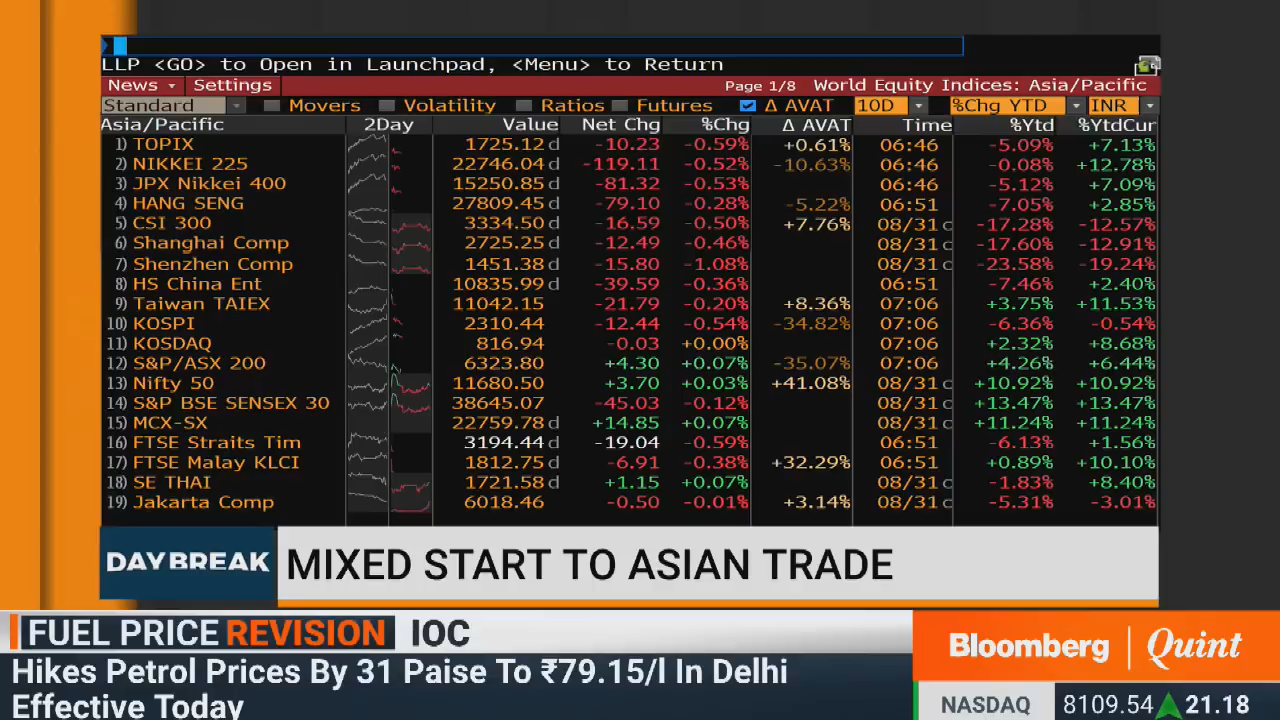 LLP <GO> to Open in Launchpad, <Menu> to Return
News Settings Page 1/8 World Equity Indices: Asia/Pacific
Standard Movers Volatility Ratios Futures Δ AVAT 10D %Chg YTD INR
Asia/Pacific 2Day Value Net Chg %Chg Δ AVAT Time %Ytd %YtdCur
1) TOPIX 1725.12 d -10.23 -0.59% +0.61% 06:46 -5.09% +7.13%
2) NIKKEI 225 22746.04 d -119.11 -0.52% -10.63% 06:46 -0.08% +12.78%
3) JPX Nikkei 400 15250.85 d -81.32 -0.53% 06:46 -5.12% +7.09%
4) HANG SENG 27809.45 d -79.10 -0.28% -5.22% 06:51 -7.05% +2.85%
5) CSI 300 3334.50 d -16.59 -0.50% +7.76% 08/31 c -17.28% -12.57%
6) Shanghai Comp 2725.25 d -12.49 -0.46% 08/31 c -17.60% -12.91%
7) Shenzhen Comp 1451.38 d -15.80 -1.08% 08/31 c -23.58% -19.24%
8) HS China Ent 10835.99 d -39.59 -0.36% 06:51 -7.46% +2.40%
9) Taiwan TAIEX 11042.15 -21.79 -0.20% +8.36% 07:06 +3.75% +11.53%
10) KOSPI 2310.44 -12.44 -0.54% -34.82% 07:06 -6.36% -0.54%
11) KOSDAQ 816.94 -0.03 +0.00% 07:06 +2.32% +8.68%
12) S&P/ASX 200 6323.80 +4.30 +0.07% -35.07% 07:06 +4.26% +6.44%
13) Nifty 50 11680.50 +3.70 +0.03% +41.08% 08/31 c +10.92% +10.92%
14) S&P BSE SENSEX 30 38645.07 -45.03 -0.12% 08/31 c +13.47% +13.47%
15) MCX-SX 22759.78 d +14.85 +0.07% 08/31 c +11.24% +11.24%
16) FTSE Straits Tim 3194.44 d -19.04 -0.59% 06:51 -6.13% +1.56%
17) FTSE Malay KLCI 1812.75 d -6.91 -0.38% +32.29% 06:51 +0.89% +10.10%
18) SE THAI 1721.58 d +1.15 +0.07% 08/31 c -1.83% +8.40%
19) Jakarta Comp 6018.46 -0.50 -0.01% +3.14% 08/31 c -5.31% -3.01%
DAYBREAK MIXED START TO ASIAN TRADE
FUEL PRICE REVISION IOC
Hikes Petrol Prices By 31 Paise To ₹79.15/l In Delhi
Effective Today
Bloomberg | Quint
NASDAQ 8109.54 21.18